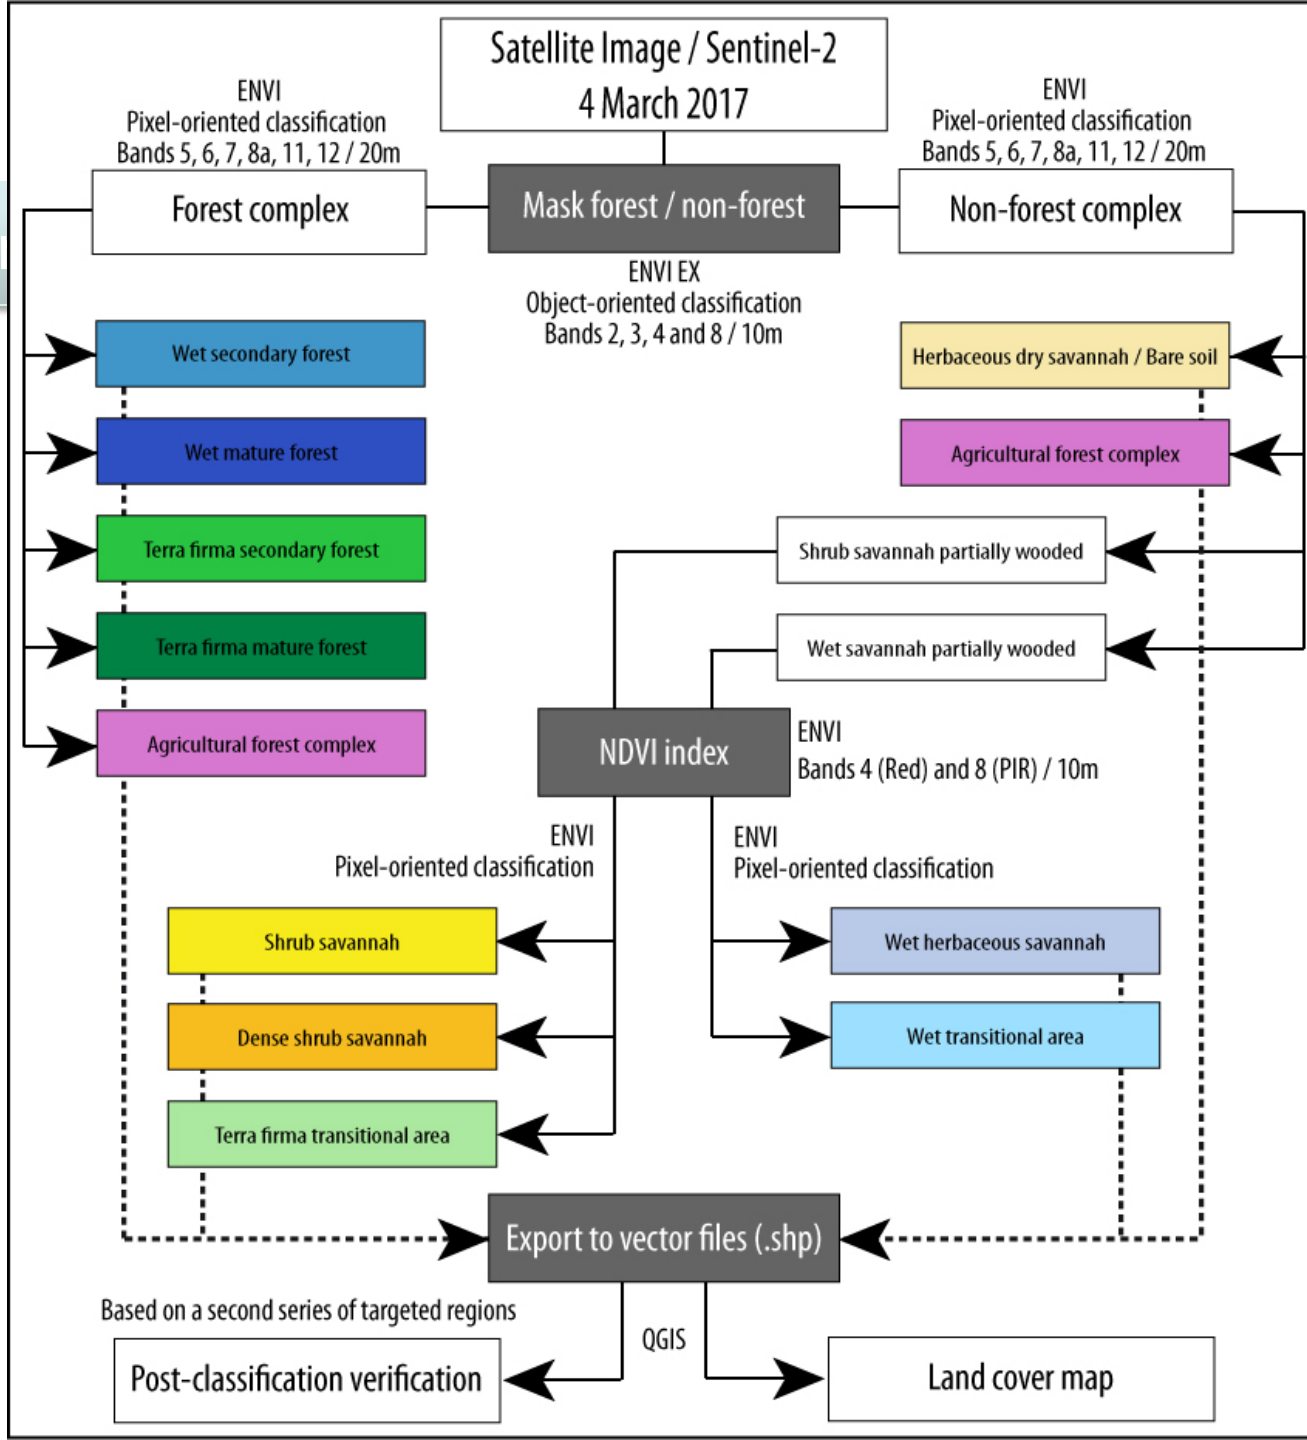 Satellite Image / Sentinel-2
4 March 2017
ENVI
Pixel-oriented classification
Bands 5, 6, 7, 8a, 11, 12 / 20m
Forest complex
Mask forest / non-forest
ENVI EX
Object-oriented classification
Bands 2, 3, 4 and 8 / 10m
ENVI
Pixel-oriented classification
Bands 5, 6, 7, 8a, 11, 12 / 20m
Non-forest complex
Wet secondary forest
Wet mature forest
Terra firma secondary forest
Terra firma mature forest
Agricultural forest complex
Herbaceous dry savannah / Bare soil
Agricultural forest complex
Shrub savannah partially wooded
Wet savannah partially wooded
NDVI index
ENVI
Bands 4 (Red) and 8 (PIR) / 10m
ENVI
Pixel-oriented classification
ENVI
Pixel-oriented classification
Shrub savannah
Dense shrub savannah
Terra firma transitional area
Wet herbaceous savannah
Wet transitional area
Export to vector files (.shp)
Based on a second series of targeted regions
QGIS
Post-classification verification
Land cover map